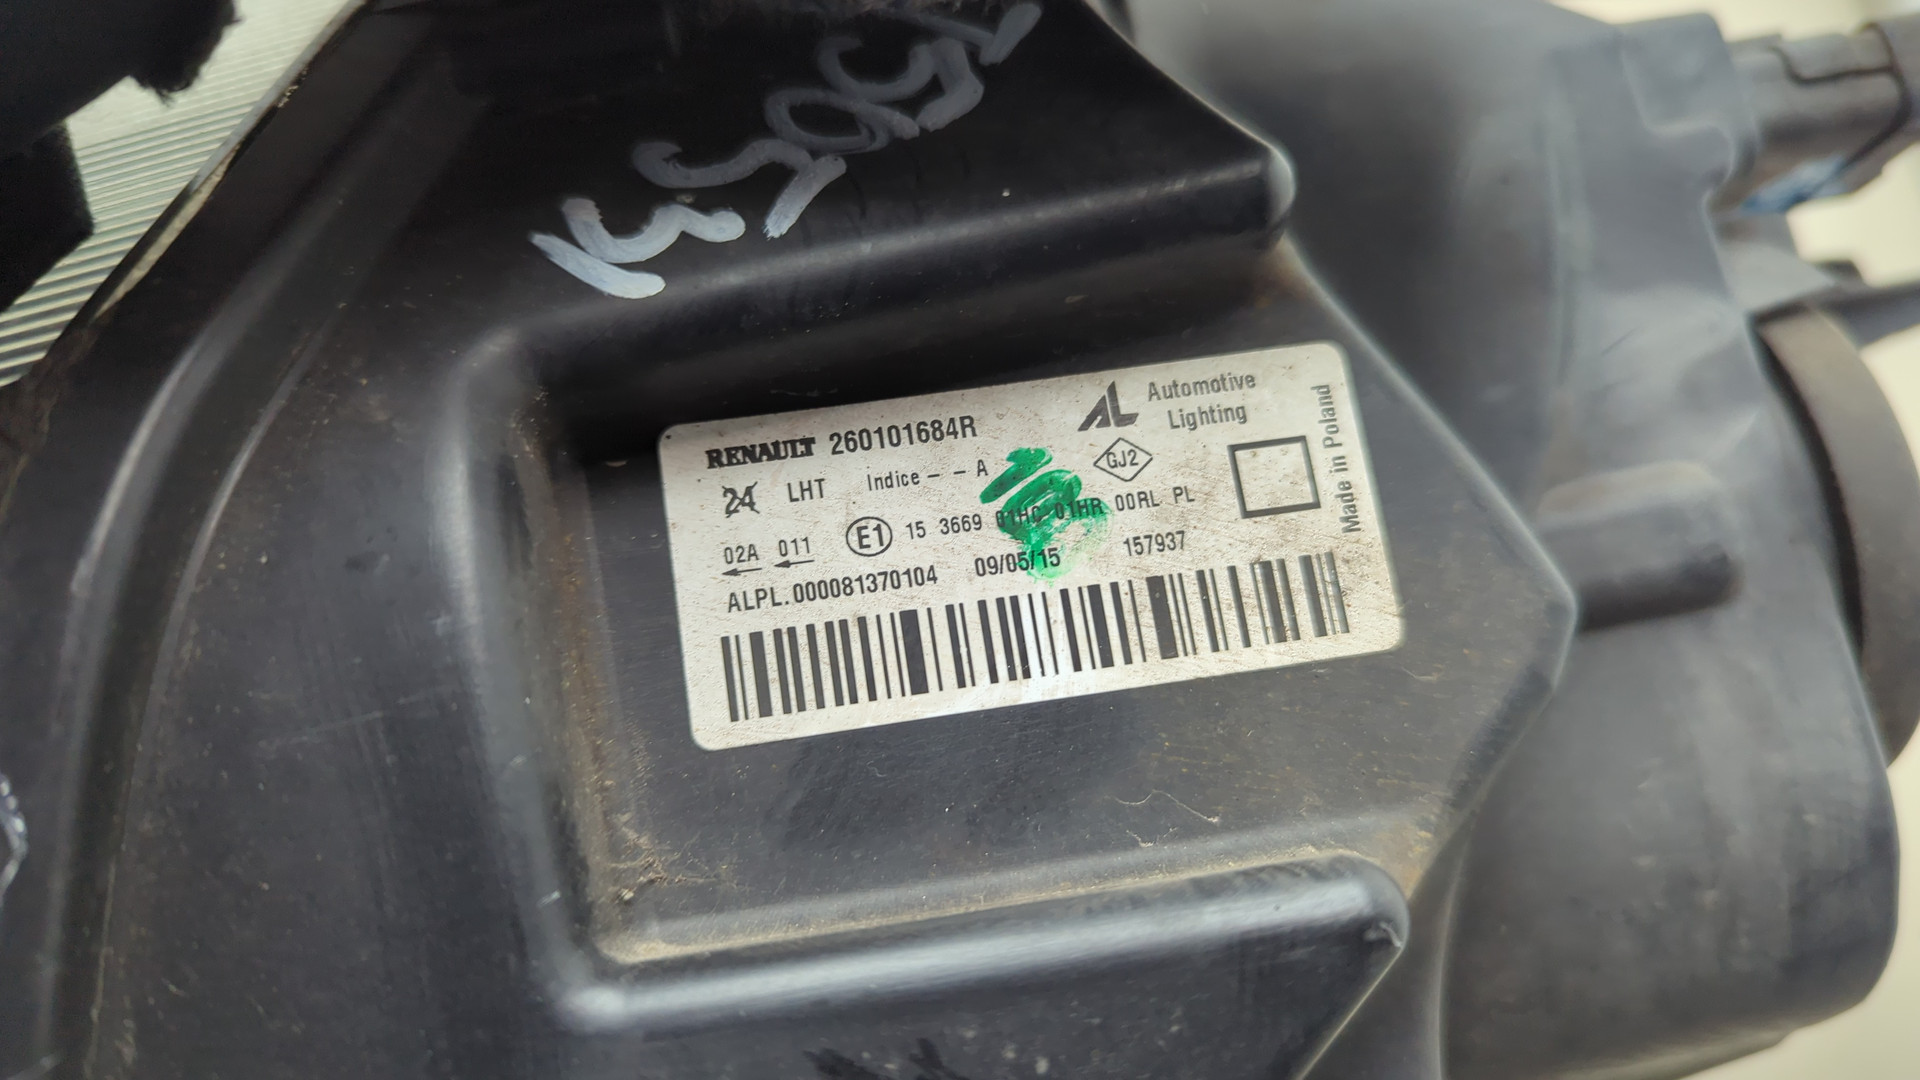 RENAULT 260101684R
Automotive
Lighting
24 LHT Indice - - A
GJ2
02A 011 E1 15 3669 01HC 01HR 00RL PL
ALPL.000081370104 09/05/15 157937
Made in Poland